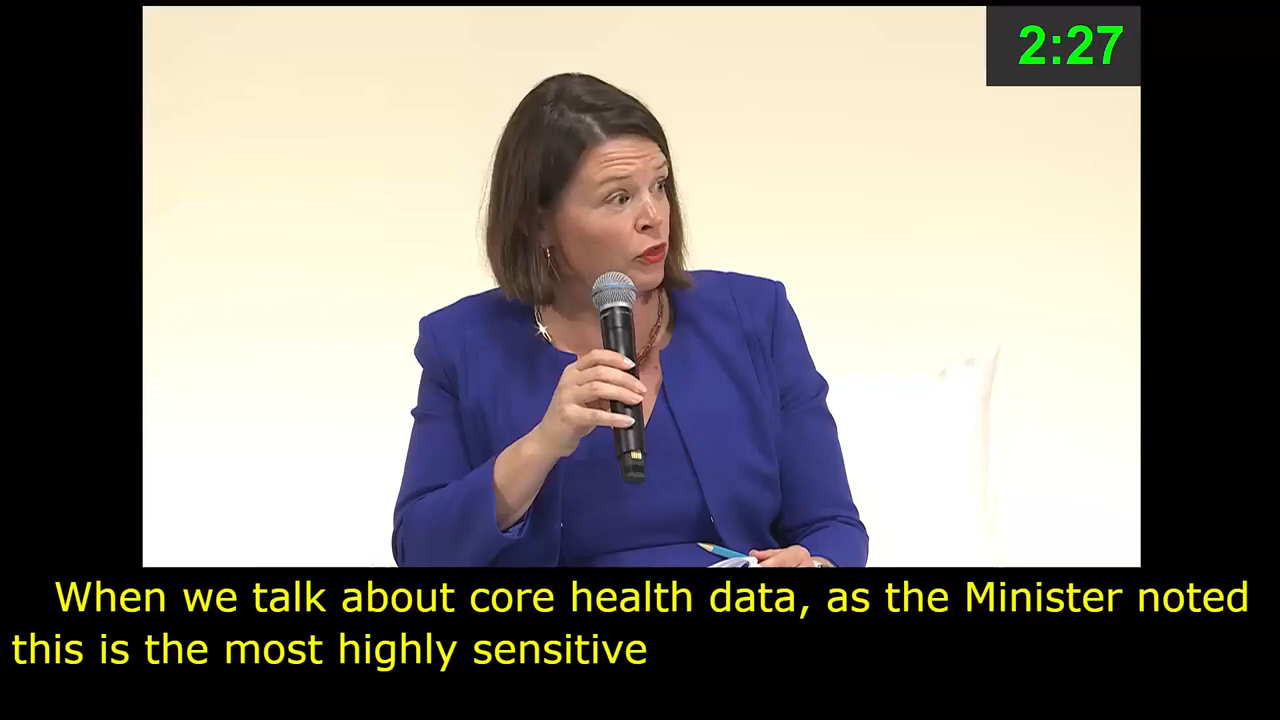 2:27
When we talk about core health data, as the Minister noted
this is the most highly sensitive